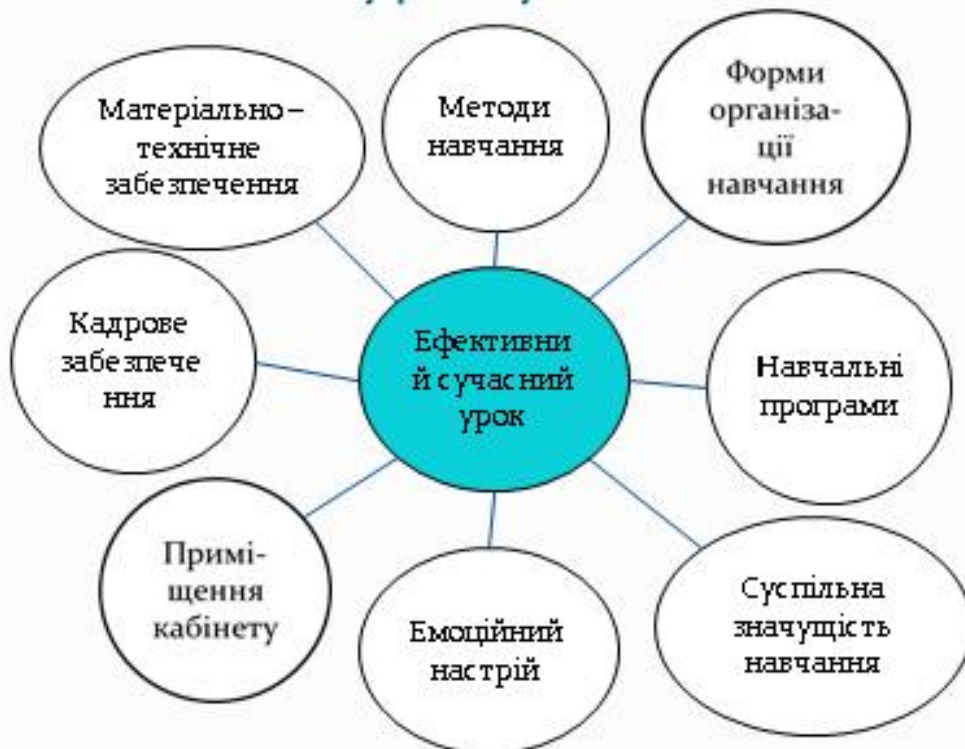 Матеріально –
технічне
забезпечення
Методи
навчання
Форми
організа-
ції
навчання
Кадрове
забезпече
ння
Ефективни
й сучасний
урок
Навчальні
програми
Приміщення-
щення
кабінету
Емоційний
настрій
Суспільна
значущість
навчання